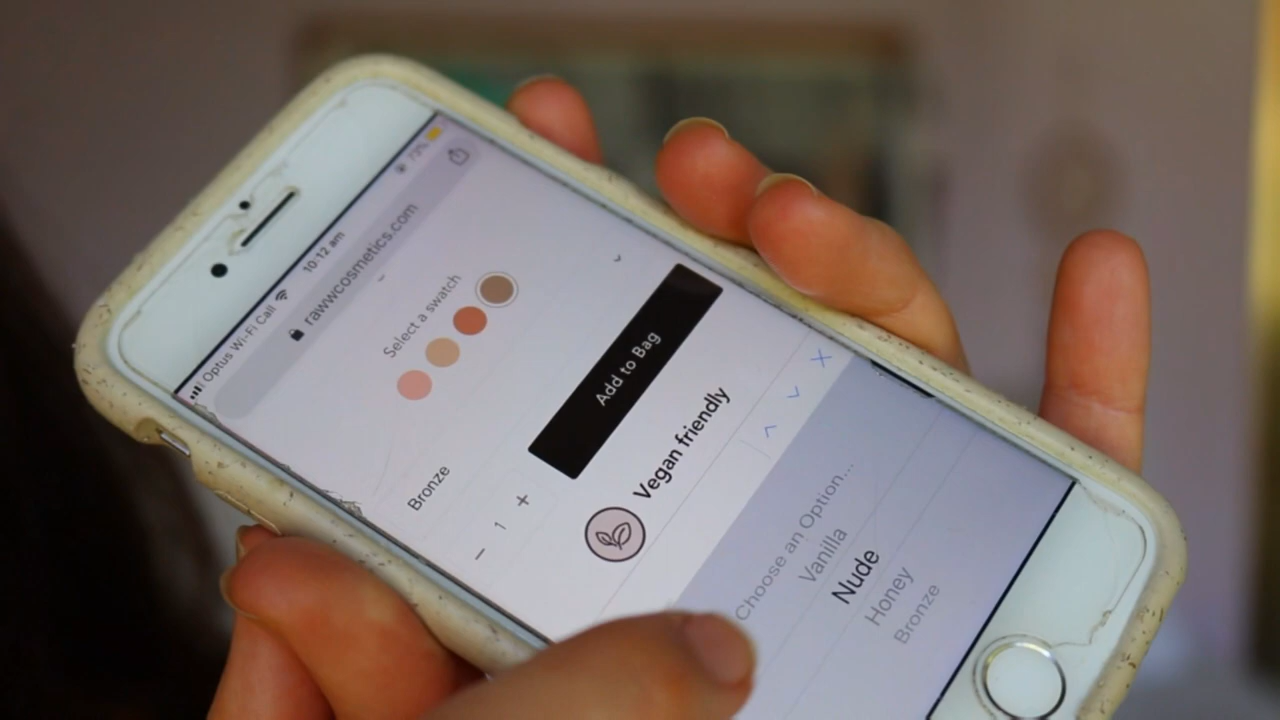 Optus Wi-Fi Call 10:12 am 79%
rawwcosmetics.com
Select a swatch
Bronze
− 1 +
Add to Bag
Vegan friendly
Choose an Option...
Vanilla
Nude
Honey
Bronze